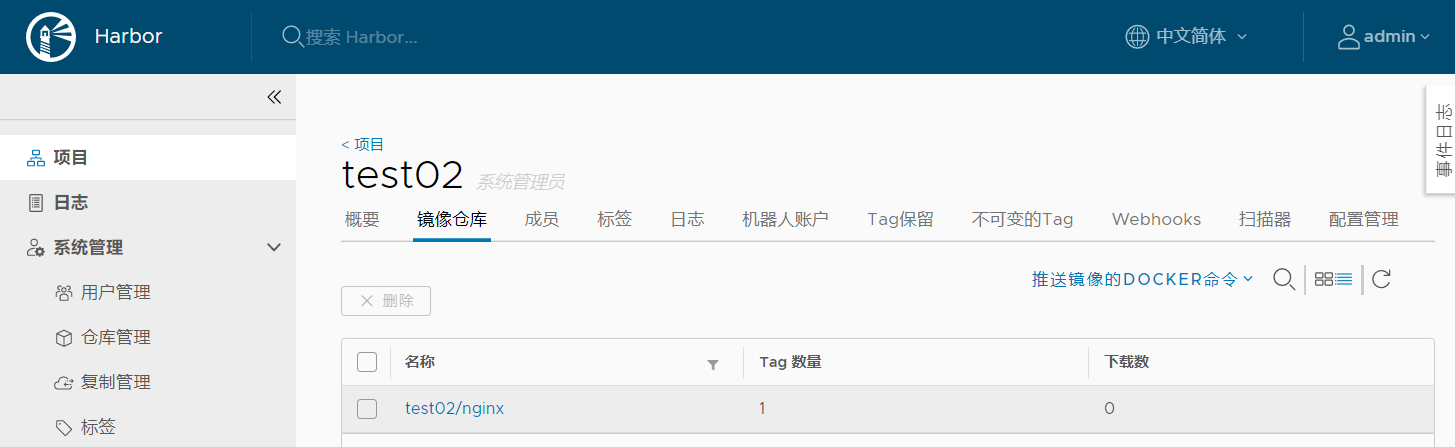 Harbor
搜索 Harbor...
中文简体
admin
事件日志
项目
日志
系统管理
用户管理
仓库管理
复制管理
标签
< 项目
test02 系统管理员
概要 镜像仓库 成员 标签 日志 机器人账户 Tag保留 不可变的Tag Webhooks 扫描器 配置管理
推送镜像的DOCKER命令
删除
名称 Tag 数量 下载数
test02/nginx 1 0